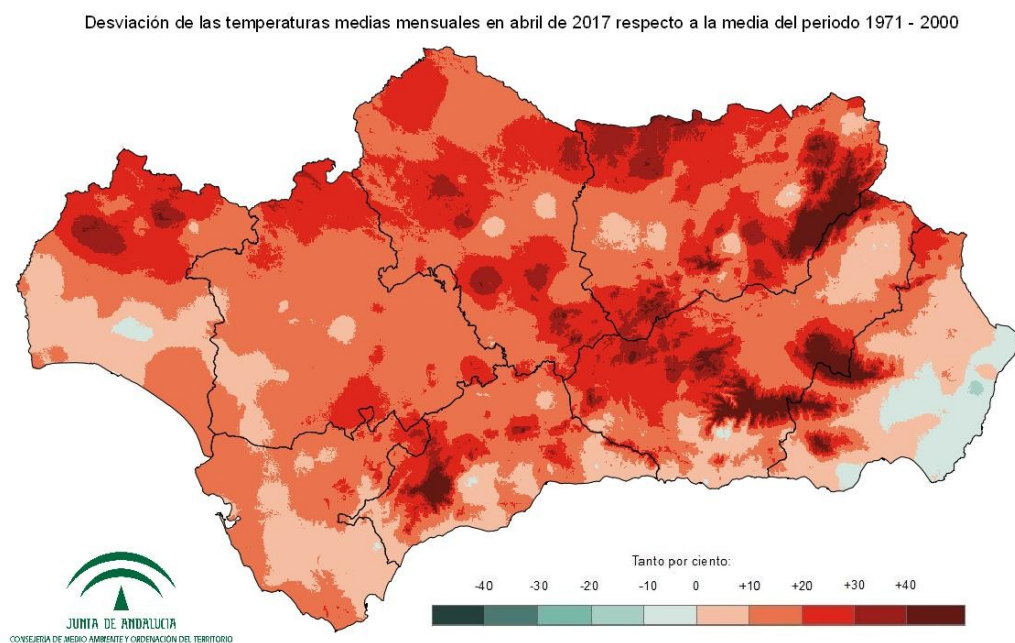 Desviación de las temperaturas medias mensuales en abril de 2017 respecto a la media del periodo 1971 - 2000
Tanto por ciento:
-40 -30 -20 -10 0 +10 +20 +30 +40
JUNTA DE ANDALUCIA
CONSEJERÍA DE MEDIO AMBIENTE Y ORDENACIÓN DEL TERRITORIO